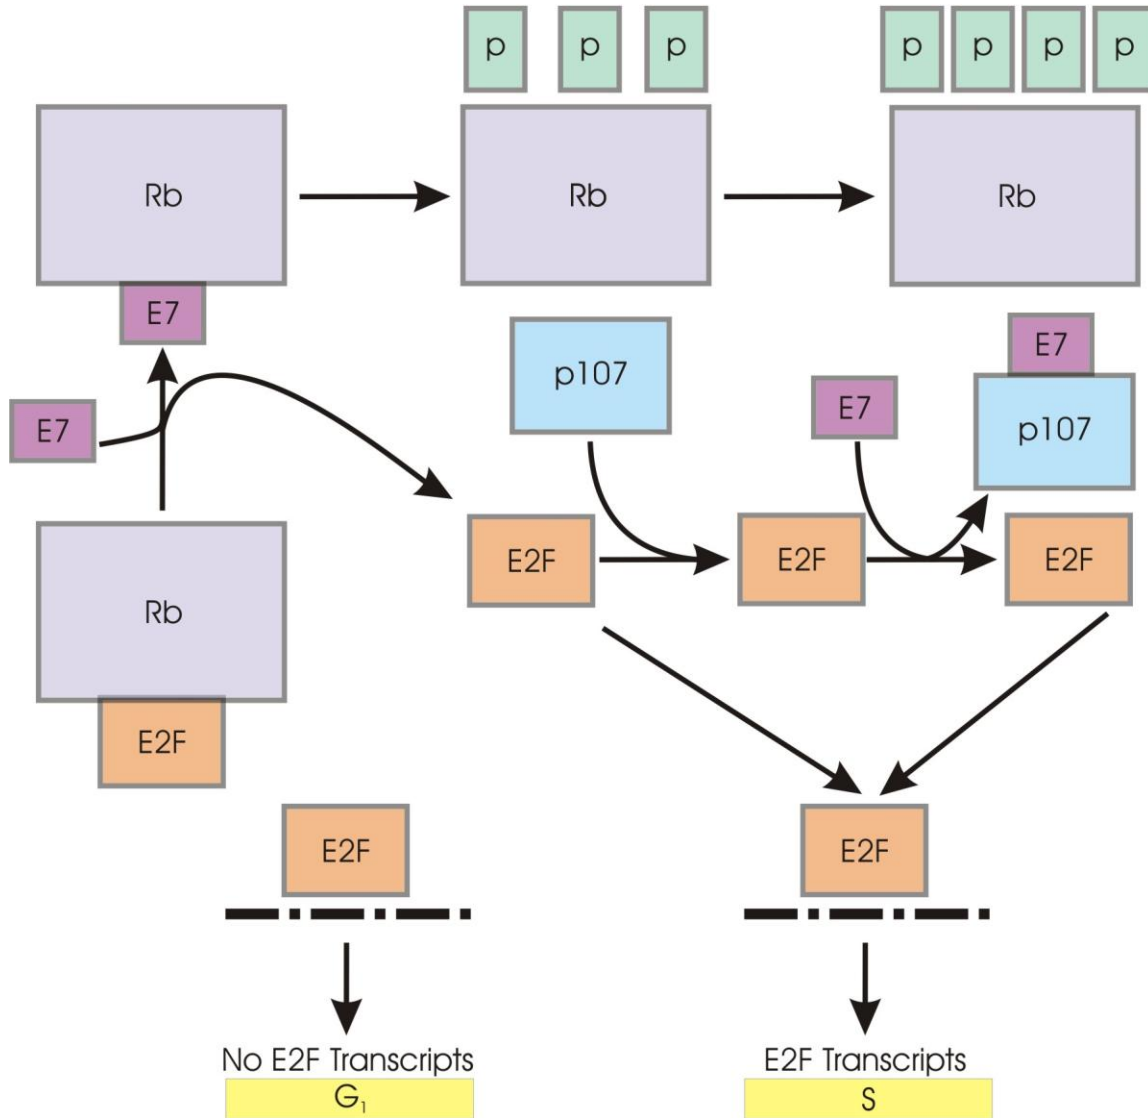 p p p p p p p
Rb Rb Rb
E7 E7
p107
E7 E7 p107
E2F E2F E2F
Rb
E2F
E2F E2F
No E2F Transcripts E2F Transcripts
G₁ S